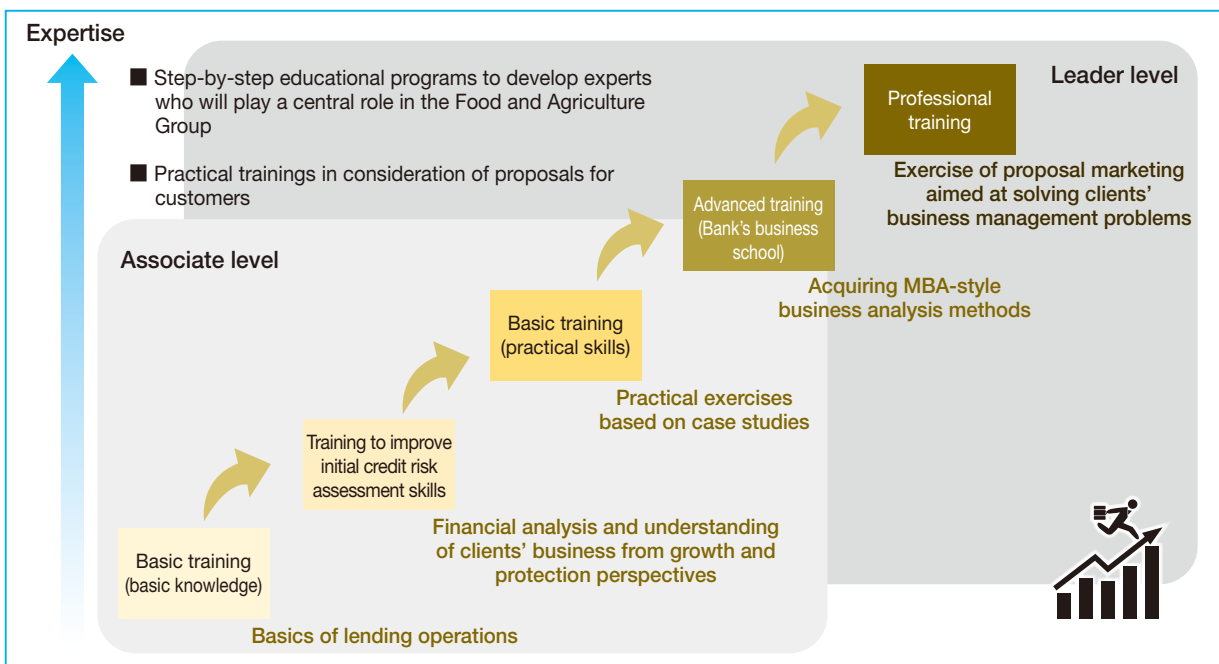 Expertise
■ Step-by-step educational programs to develop experts
who will play a central role in the Food and Agriculture
Group
■ Practical trainings in consideration of proposals for
customers
Leader level
Professional
training
Exercise of proposal marketing
aimed at solving clients’
business management problems
Advanced training
(Bank’s business
school)
Acquiring MBA-style
business analysis methods
Associate level
Basic training
(practical skills)
Practical exercises
based on case studies
Training to improve
initial credit risk
assessment skills
Financial analysis and understanding
of clients’ business from growth and
protection perspectives
Basic training
(basic knowledge)
Basics of lending operations